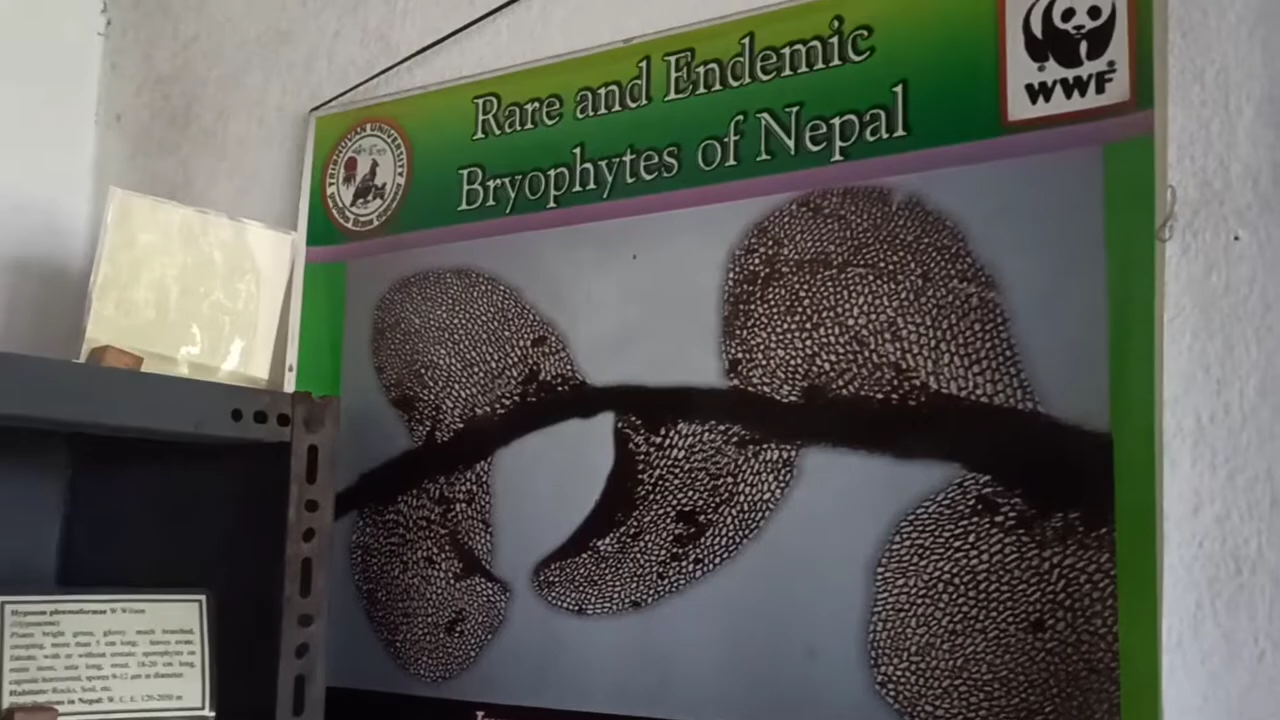 Rare and Endemic
Bryophytes of Nepal
TRIBHUVAN UNIVERSITY
WWF
Hypnum plumaeformae W Wilson
(Hypnaceae)
Plants bright green, glossy much branched,
creeping, more than 5 cm long; leaves ovate,
falcate, with or without costate; sporophytes on
main stem, seta long, erect, 18-20 cm long,
capsule horizontal, spores 9-12 µm in diameter.
Habitats: Rocks, Soil, etc.
in Nepal: W. C. E. 120-2050 m